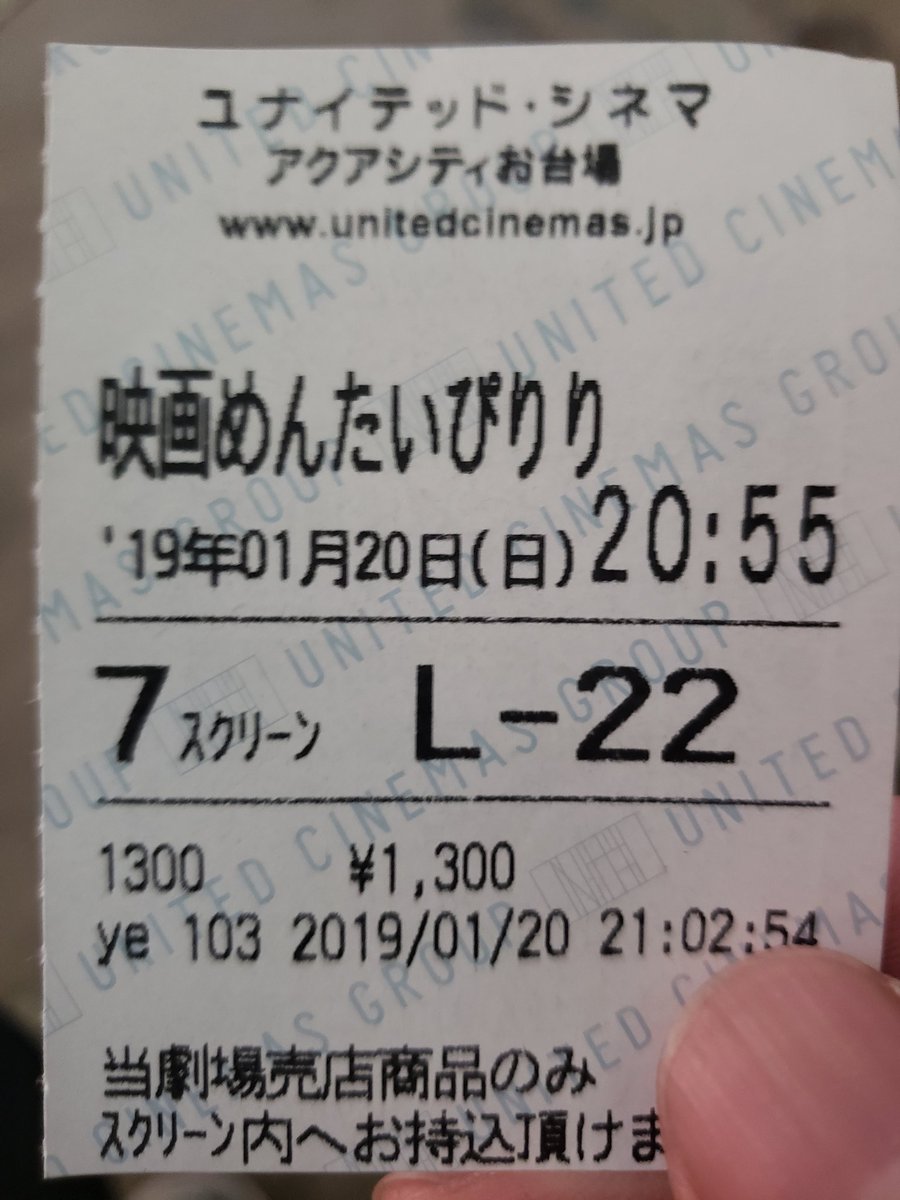 ユナイテッド・シネマ
アクアシティお台場
www.unitedcinemas.jp
映画めんたいぴりり
'19年01月20日(日) 20:55
7 スクリーン L-22
1300 ¥1,300
ye 103 2019/01/20 21:02:54
当劇場売店商品のみ
スクリーン内へお持込頂けま